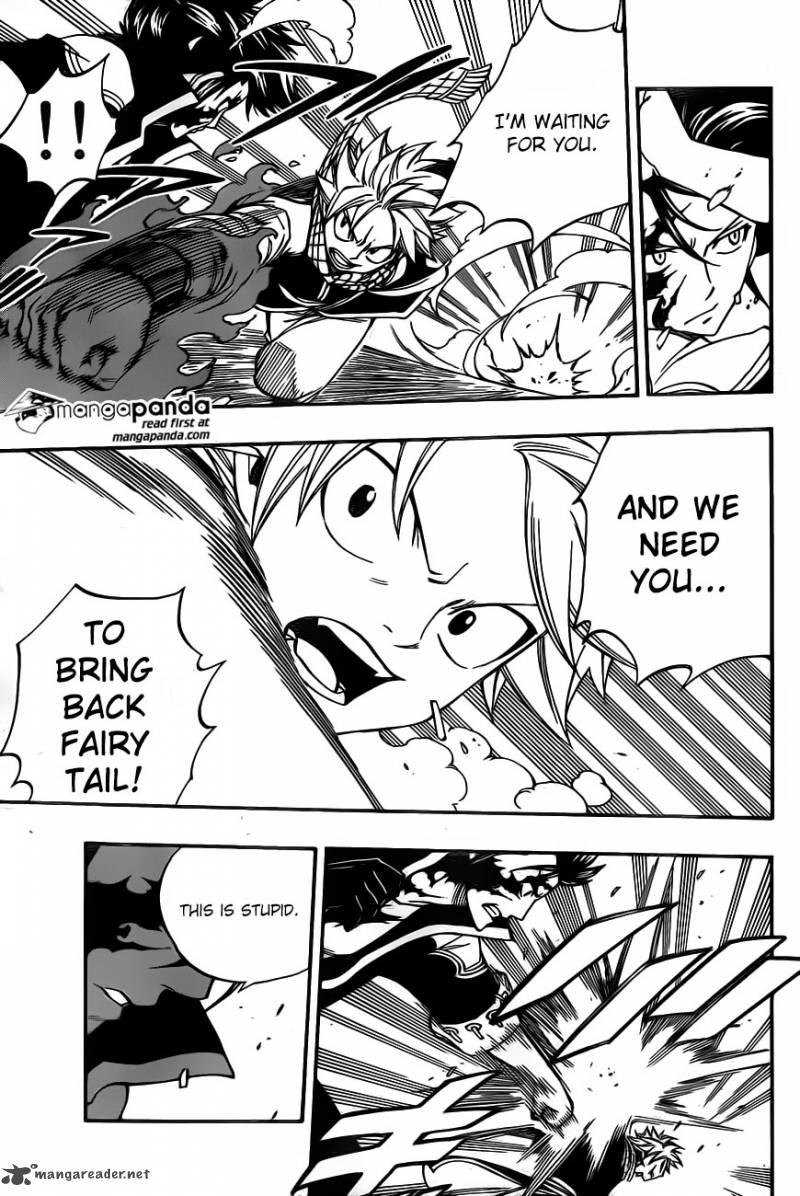 I'M WAITING
FOR YOU.
!!
mangapanda
read first at
mangapanda.com
AND WE
NEED
YOU...
TO
BRING
BACK
FAIRY
TAIL!
THIS IS STUPID.
mangareader.net